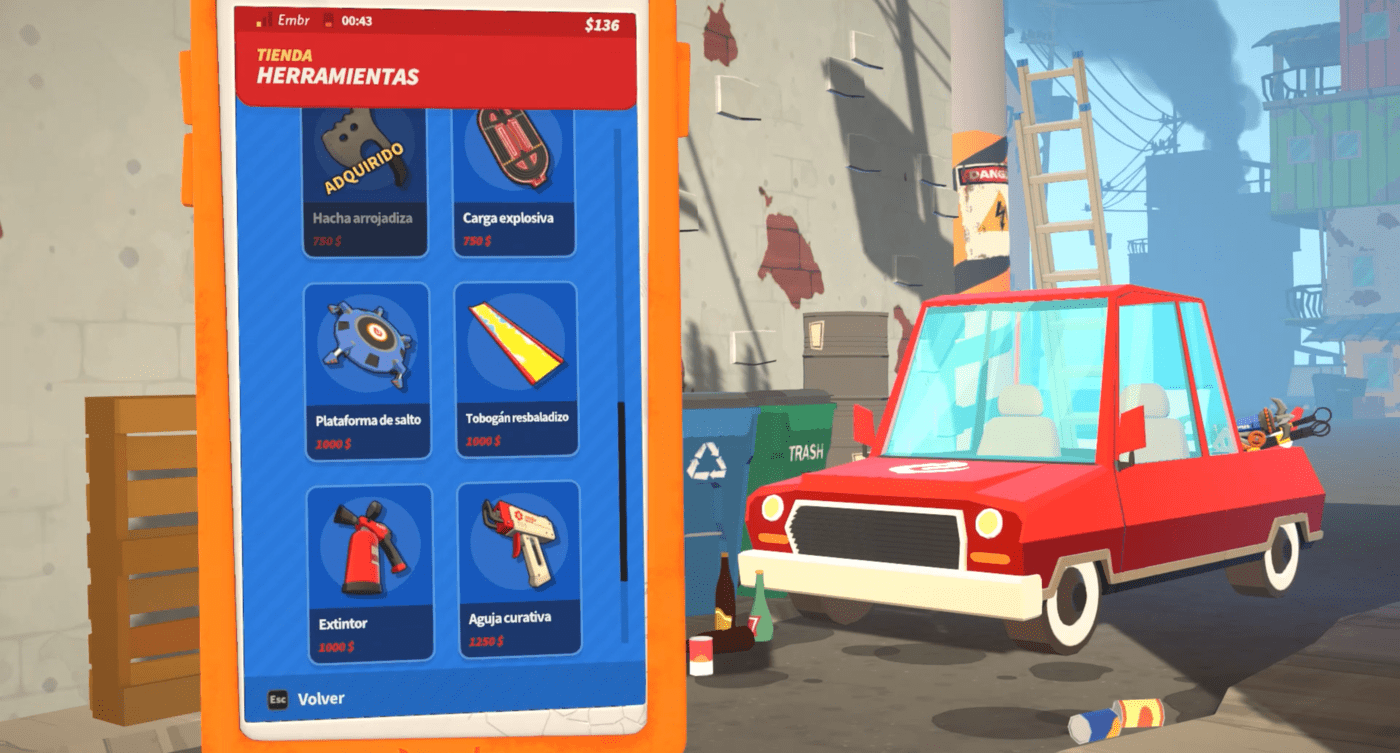 Embr 00:43 $136
TIENDA
HERRAMIENTAS
ADQUIRIDO
Hacha arrojadiza
750 $
Carga explosiva
750 $
Plataforma de salto
1000 $
Tobogán resbaladizo
1000 $
Extintor
1000 $
Aguja curativa
1250 $
Esc Volver
DANG
TRASH